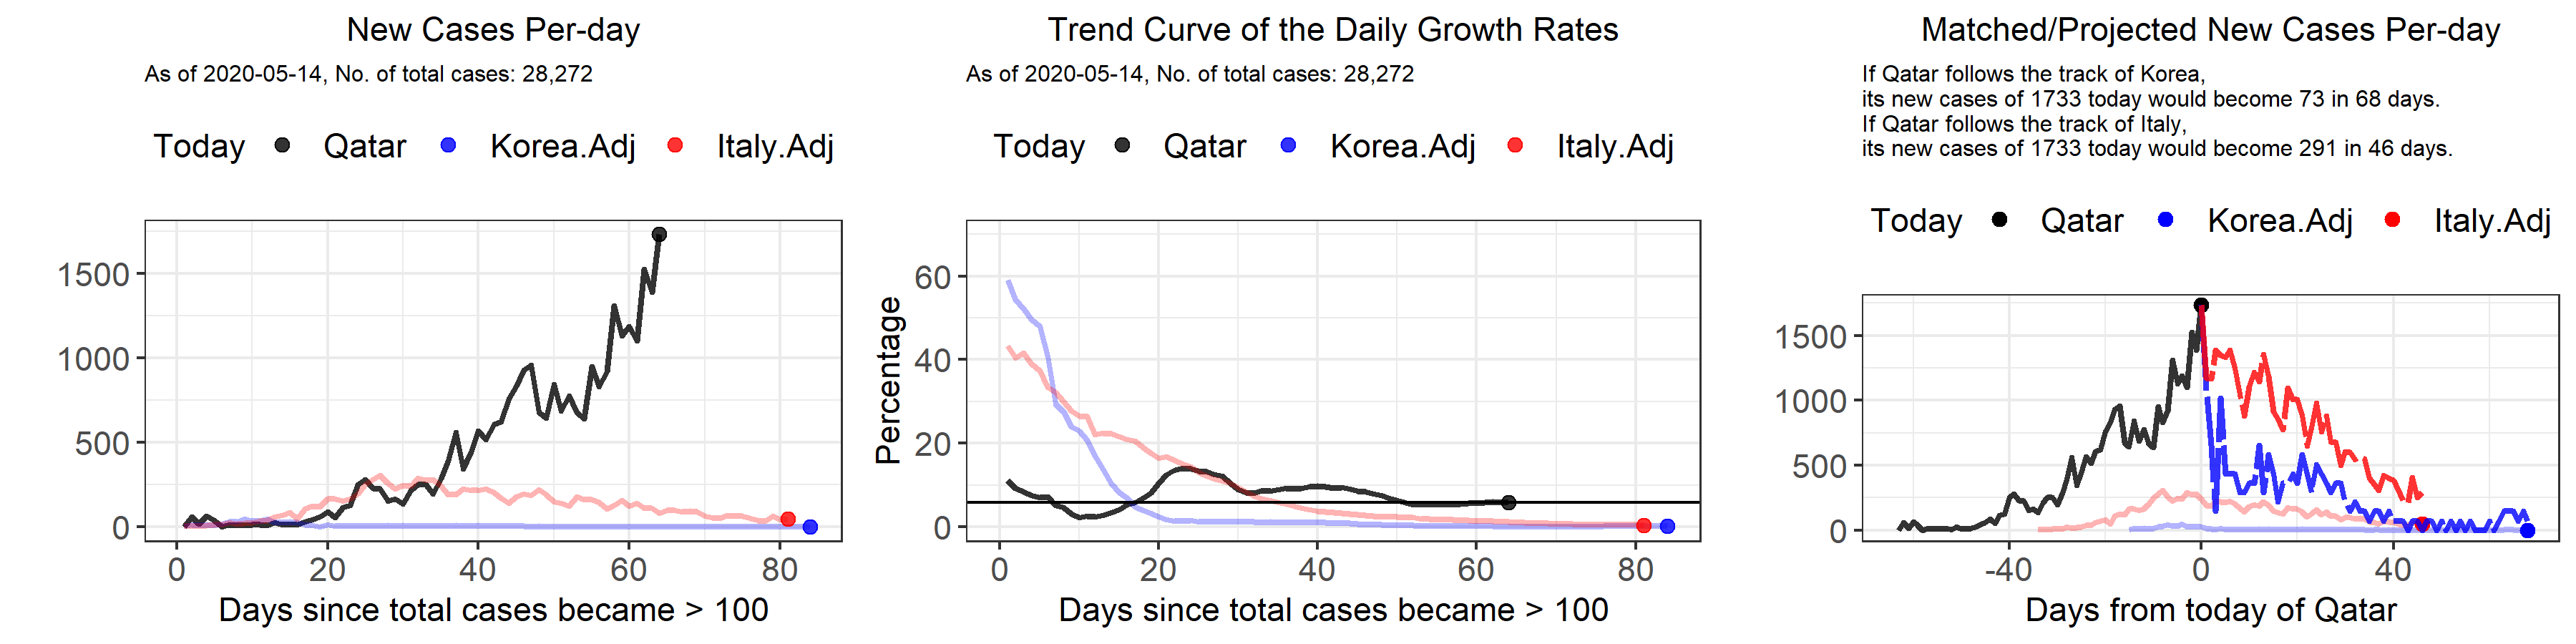 New Cases Per-day
As of 2020-05-14, No. of total cases: 28,272
Today Qatar Korea.Adj Italy.Adj
1500
1000
500
0
0 20 40 60 80
Days since total cases became > 100
Trend Curve of the Daily Growth Rates
As of 2020-05-14, No. of total cases: 28,272
Today Qatar Korea.Adj Italy.Adj
Percentage
60
40
20
0
0 20 40 60 80
Days since total cases became > 100
Matched/Projected New Cases Per-day
If Qatar follows the track of Korea,
its new cases of 1733 today would become 73 in 68 days.
If Qatar follows the track of Italy,
its new cases of 1733 today would become 291 in 46 days.
Today Qatar Korea.Adj Italy.Adj
1500
1000
500
0
-40 0 40
Days from today of Qatar